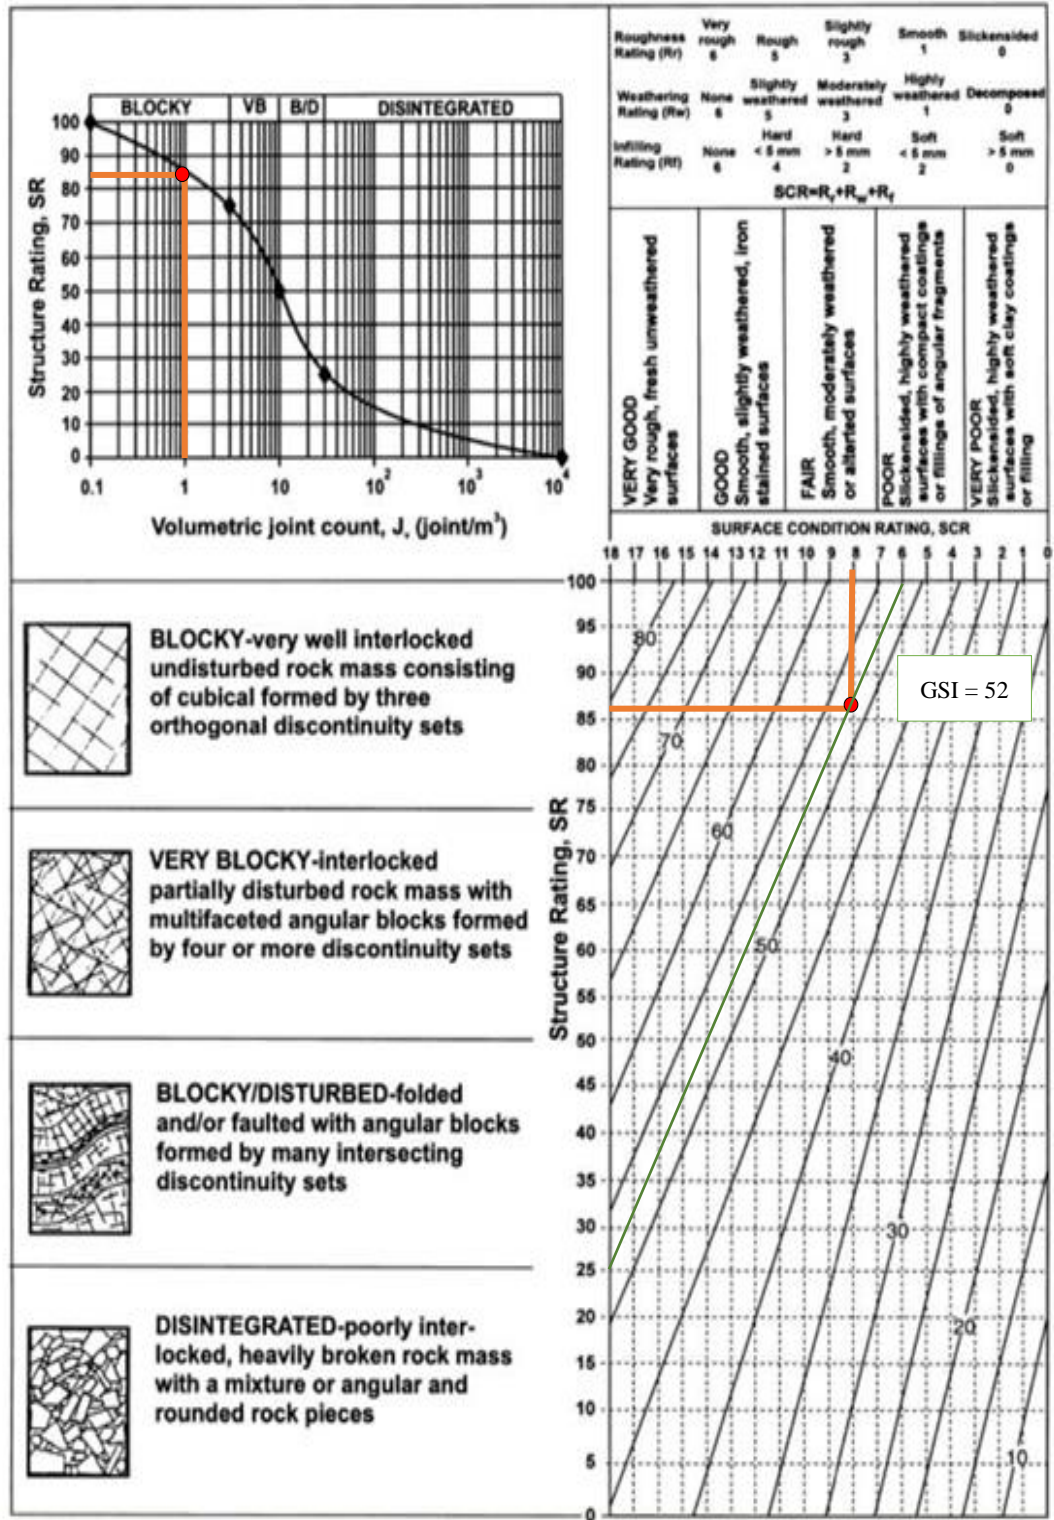 BLOCKY VB B/D DISINTEGRATED
100
90
80
70
60
50
40
30
20
10
0
Structure Rating, SR
0.1 1 10 10² 10³ 10⁴
Volumetric joint count, J, (joint/m³)
Roughness Rating (Rr)
Very rough 6
Rough 5
Slightly rough 3
Smooth 1
Slickensided 0
Weathering Rating (Rw)
None 6
Slightly weathered 5
Moderately weathered 3
Highly weathered 1
Decomposed 0
Infilling Rating (Rf)
None 6
Hard < 5 mm 4
Hard > 5 mm 2
Soft < 5 mm 2
Soft > 5 mm 0
SCR=Rr+Rw+Rf
VERY GOOD
Very rough, fresh unweathered
surfaces
GOOD
Smooth, slightly weathered, iron
stained surfaces
FAIR
Smooth, moderately weathered
or altarted surfaces
POOR
Slickensided, highly weathered
surfaces with compact coatings
or fillings of angular fragments
VERY POOR
Slickensided, highly weathered
surfaces with soft clay coatings
or filling
SURFACE CONDITION RATING, SCR
18 17 16 15 14 13 12 11 10 9 8 7 6 5 4 3 2 1 0
BLOCKY-very well interlocked
undisturbed rock mass consisting
of cubical formed by three
orthogonal discontinuity sets
VERY BLOCKY-interlocked
partially disturbed rock mass with
multifaceted angular blocks formed
by four or more discontinuity sets
BLOCKY/DISTURBED-folded
and/or faulted with angular blocks
formed by many intersecting
discontinuity sets
DISINTEGRATED-poorly inter-
locked, heavily broken rock mass
with a mixture or angular and
rounded rock pieces
Structure Rating, SR
100
95
90
85
80
75
70
65
60
55
50
45
40
35
30
25
20
15
10
5
0
80
70
60
50
40
30
20
10
GSI = 52